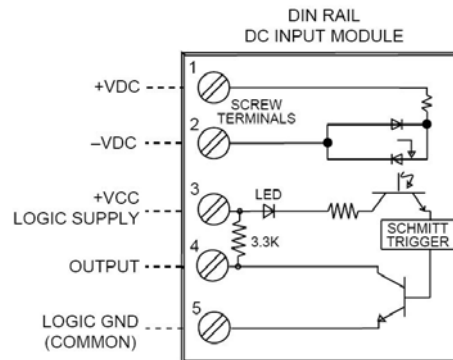 DIN RAIL
DC INPUT MODULE
1
+VDC
SCREW
TERMINALS
2
–VDC
+VCC
LOGIC SUPPLY
3
LED
3.3K
SCHMITT
TRIGGER
4
OUTPUT
5
LOGIC GND
(COMMON)